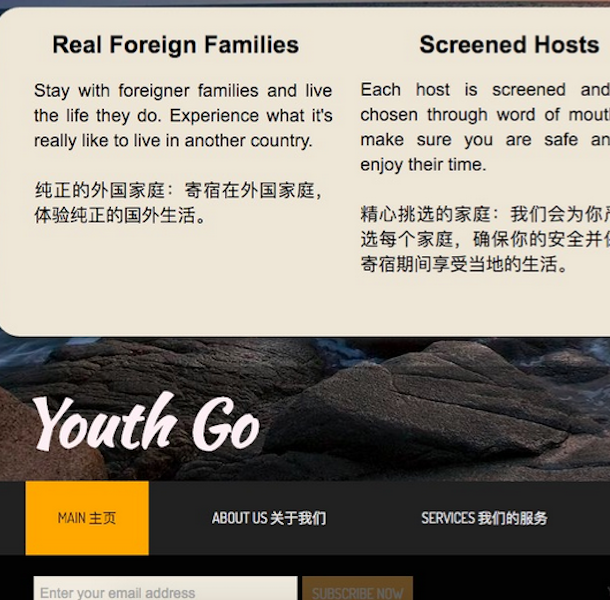 Real Foreign Families
Stay with foreigner families and live
the life they do. Experience what it's
really like to live in another country.
纯正的外国家庭：寄宿在外国家庭，
体验纯正的国外生活。
Screened Hosts
Each host is screened and
chosen through word of
make sure you are safe
enjoy their time.
精心挑选的家庭：我们会为你
选每个家庭，确保你的安全并
寄宿期间享受当地的生活。
Youth Go
MAIN 主页
ABOUT US 关于我们
SERVICES 我们的服务
Enter your email address
SUBSCRIBE NOW